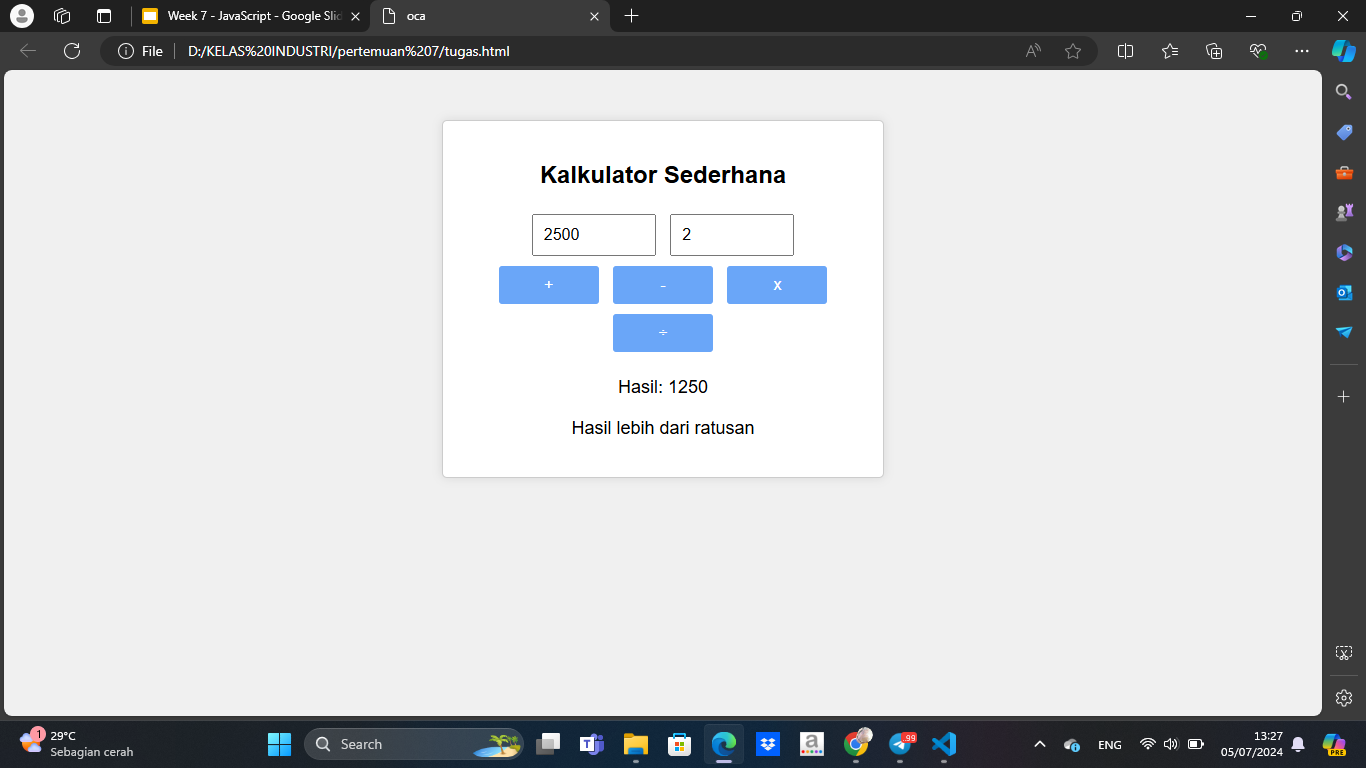 Week 7 - JavaScript - Google Slid
oca
File
D:/KELAS%20INDUSTRI/pertemuan%207/tugas.html
Kalkulator Sederhana
2500
2
+
-
x
÷
Hasil: 1250
Hasil lebih dari ratusan
1
29°C
Sebagian cerah
Search
99
ENG
13:27
05/07/2024
PRE